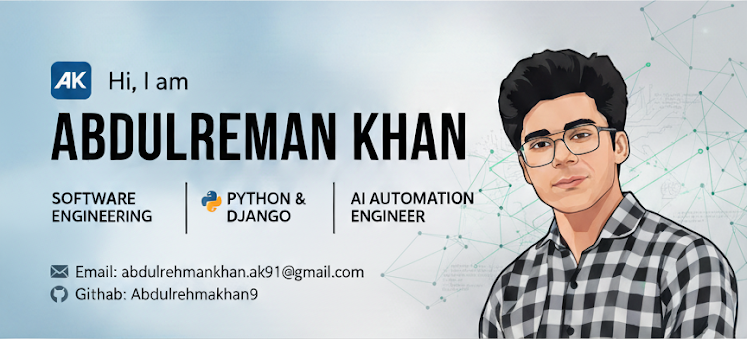 AK Hi, I am
ABDULREMAN KHAN
SOFTWARE ENGINEERING
PYTHON & DJANGO
AI AUTOMATION ENGINEER
Email: abdulrehmankhan.ak91@gmail.com
Githab: Abdulrehmakhan9